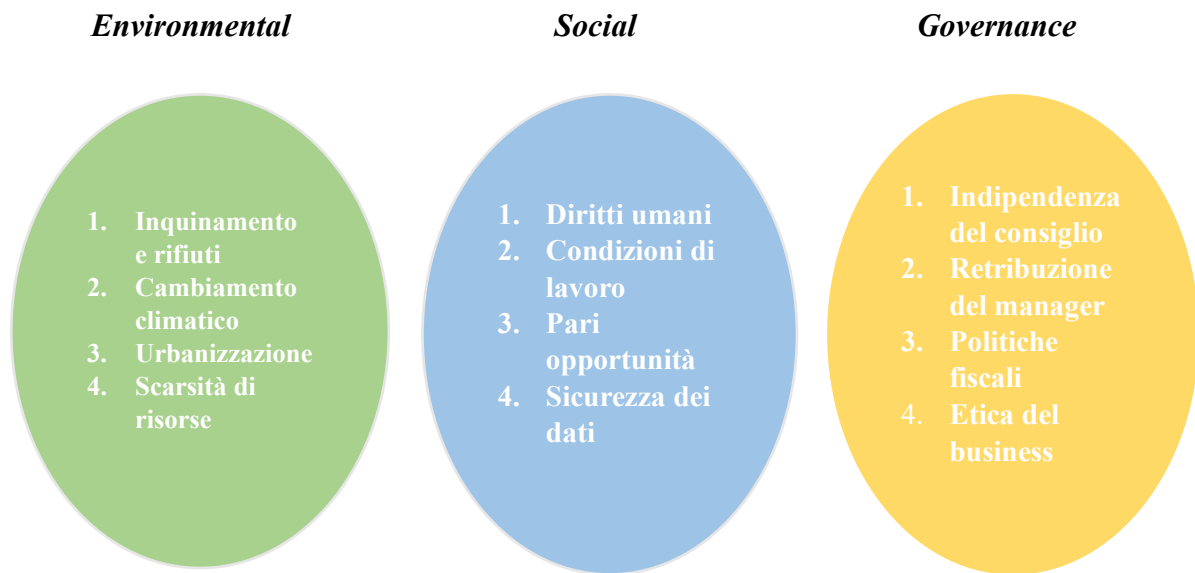 Environmental
Social
Governance
1. Inquinamento
e rifiuti
2. Cambiamento
climatico
3. Urbanizzazione
4. Scarsità di
risorse
1. Diritti umani
2. Condizioni di
lavoro
3. Pari
opportunità
4. Sicurezza dei
dati
1. Indipendenza
del consiglio
2. Retribuzione
del manager
3. Politiche
fiscali
4. Etica del
business